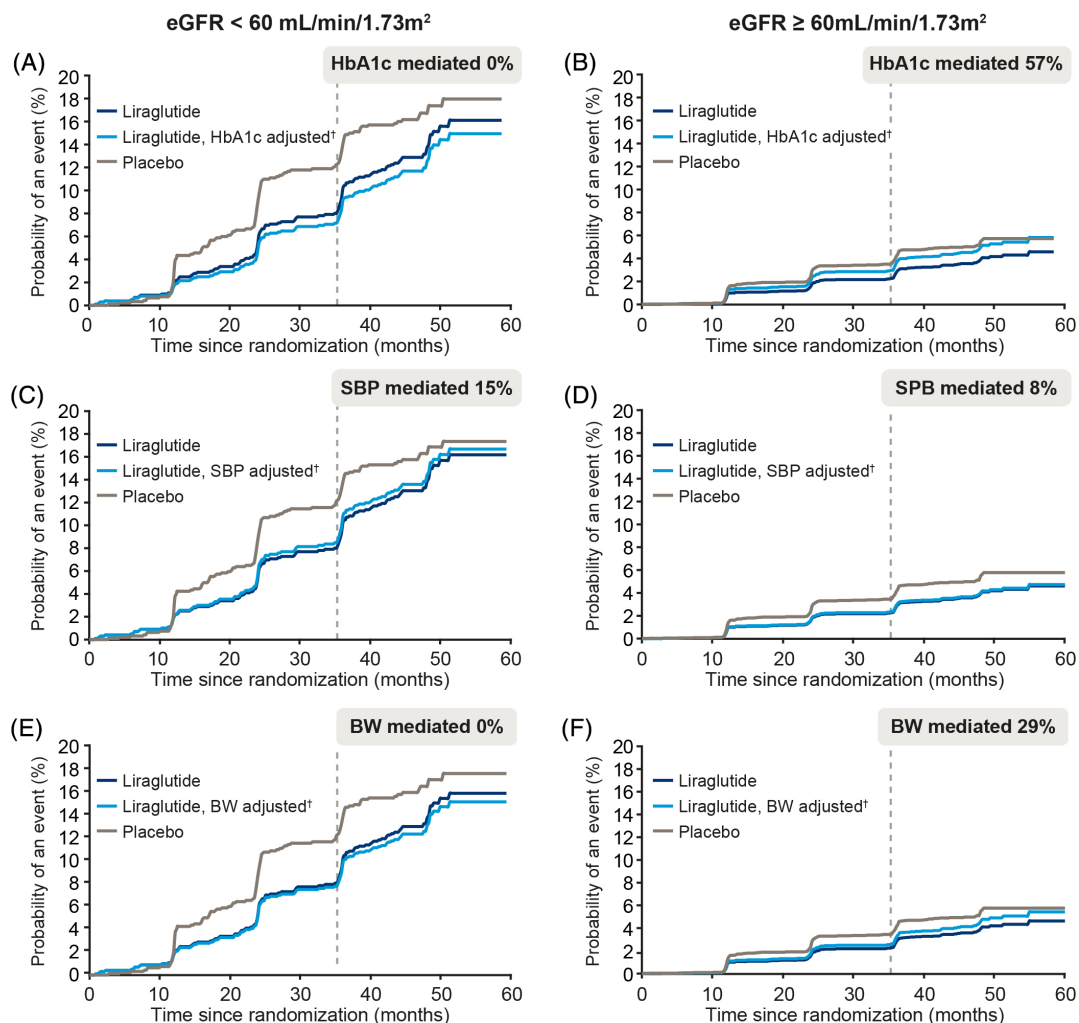 eGFR < 60 mL/min/1.73m²
eGFR ≥ 60mL/min/1.73m²
(A)
HbA1c mediated 0%
Probability of an event (%)
20
18
16
14
12
10
8
6
4
2
0
Liraglutide
Liraglutide, HbA1c adjusted†
Placebo
0 10 20 30 40 50 60
Time since randomization (months)
(B)
HbA1c mediated 57%
Probability of an event (%)
20
18
16
14
12
10
8
6
4
2
0
Liraglutide
Liraglutide, HbA1c adjusted†
Placebo
0 10 20 30 40 50 60
Time since randomization (months)
(C)
SBP mediated 15%
Probability of an event (%)
20
18
16
14
12
10
8
6
4
2
0
Liraglutide
Liraglutide, SBP adjusted†
Placebo
0 10 20 30 40 50 60
Time since randomization (months)
(D)
SPB mediated 8%
Probability of an event (%)
20
18
16
14
12
10
8
6
4
2
0
Liraglutide
Liraglutide, SBP adjusted†
Placebo
0 10 20 30 40 50 60
Time since randomization (months)
(E)
BW mediated 0%
Probability of an event (%)
20
18
16
14
12
10
8
6
4
2
0
Liraglutide
Liraglutide, BW adjusted†
Placebo
0 10 20 30 40 50 60
Time since randomization (months)
(F)
BW mediated 29%
Probability of an event (%)
20
18
16
14
12
10
8
6
4
2
0
Liraglutide
Liraglutide, BW adjusted†
Placebo
0 10 20 30 40 50 60
Time since randomization (months)